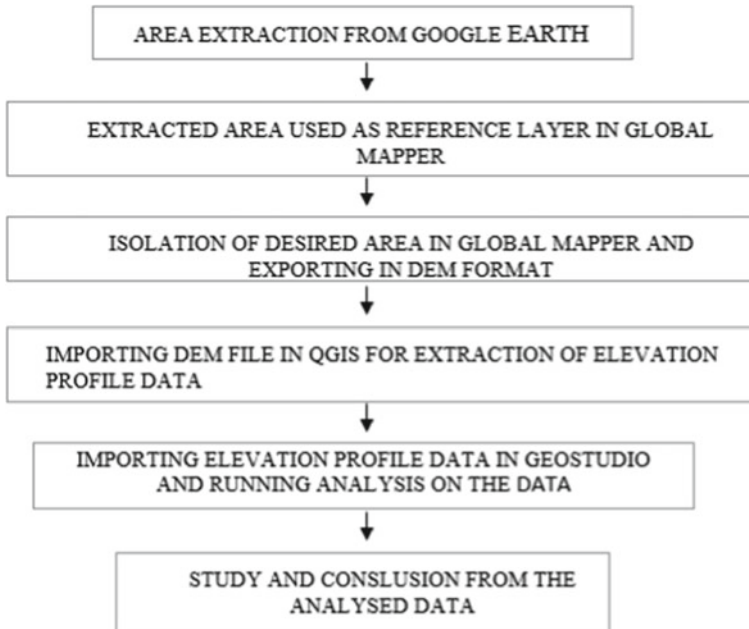 AREA EXTRACTION FROM GOOGLE EARTH
EXTRACTED AREA USED AS REFERENCE LAYER IN GLOBAL
MAPPER
ISOLATION OF DESIRED AREA IN GLOBAL MAPPER AND
EXPORTING IN DEM FORMAT
IMPORTING DEM FILE IN QGIS FOR EXTRACTION OF ELEVATION
PROFILE DATA
IMPORTING ELEVATION PROFILE DATA IN GEOSTUDIO
AND RUNNING ANALYSIS ON THE DATA
STUDY AND CONSLUSION FROM THE
ANALYSED DATA